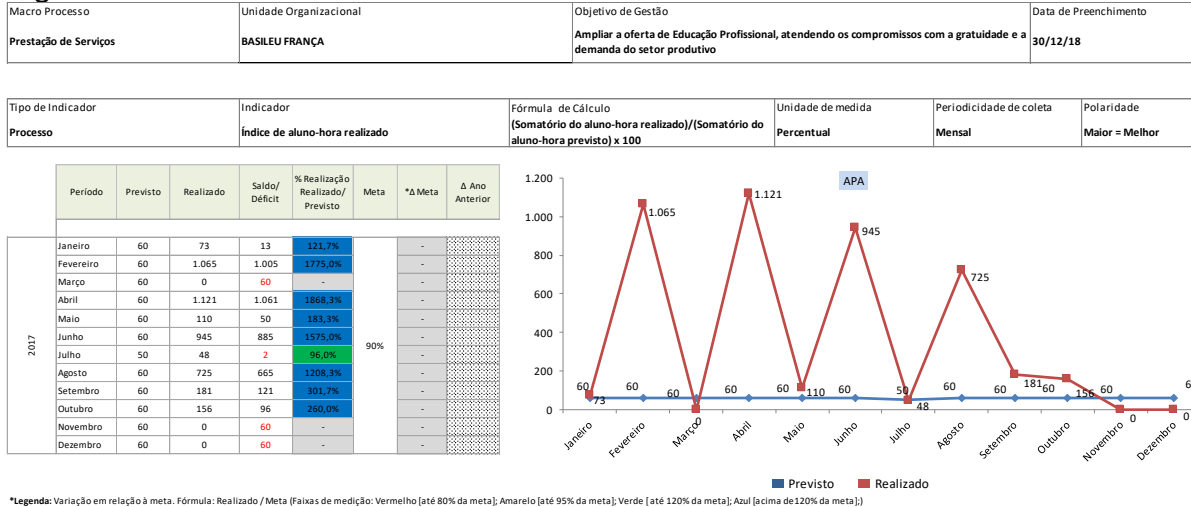 Macro Processo
Unidade Organizacional
Objetivo de Gestão
Data de Preenchimento
Prestação de Serviços
BASILEU FRANÇA
Ampliar a oferta de Educação Profissional, atendendo os compromissos com a gratuidade e a
demanda do setor produtivo
30/12/18
Tipo de Indicador
Indicador
Fórmula de Cálculo
Unidade de medida
Periodicidade de coleta
Polaridade
Processo
Índice de aluno-hora realizado
(Somatório do aluno-hora realizado)/(Somatório do
aluno-hora previsto) x 100
Percentual
Mensal
Maior = Melhor
Período Previsto Realizado Saldo/ Déficit % Realização Realizado/ Previsto Meta *Δ Meta Δ Ano Anterior
2017
Janeiro 60 73 13 121,7% -
Fevereiro 60 1.065 1.005 1775,0% -
Março 60 0 60 - -
Abril 60 1.121 1.061 1868,3% -
Maio 60 110 50 183,3% -
Junho 60 945 885 1575,0% -
90%
Julho 50 48 2 96,0% -
Agosto 60 725 665 1208,3% -
Setembro 60 181 121 301,7% -
Outubro 60 156 96 260,0% -
Novembro 60 0 60 - -
Dezembro 60 0 60 - -
APA
1.200
1.000
800
600
400
200
0
1.065
1.121
945
725
60 60 60 60 60 60 50 60 60 60 60 6
73 0 110 48 181 156 0 0
Janeiro Fevereiro Março Abril Maio Junho Julho Agosto Setembro Outubro Novembro Dezembro
Previsto Realizado
*Legenda: Variação em relação à meta. Fórmula: Realizado / Meta (Faixas de medição: Vermelho [até 80% da meta]; Amarelo [até 95% da meta]; Verde [até 120% da meta]; Azul [acima de120% da meta];)